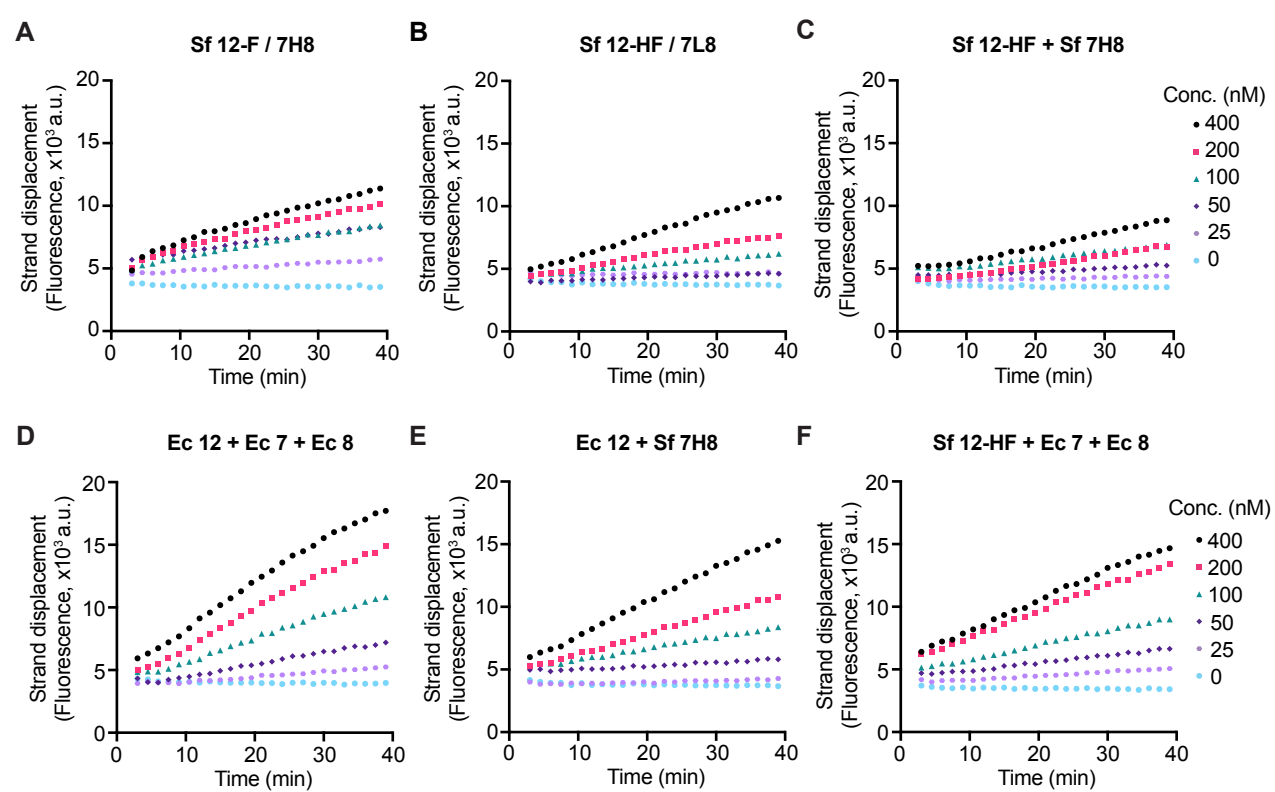 A
Sf 12-F / 7H8
Strand displacement
(Fluorescence, x10³ a.u.)
20
15
10
5
0
0
10
20
30
40
Time (min)
B
Sf 12-HF / 7L8
Strand displacement
(Fluorescence, x10³ a.u.)
20
15
10
5
0
0
10
20
30
40
Time (min)
C
Sf 12-HF + Sf 7H8
Strand displacement
(Fluorescence, x10³ a.u.)
20
15
10
5
0
0
10
20
30
40
Time (min)
Conc. (nM)
400
200
100
50
25
0
D
Ec 12 + Ec 7 + Ec 8
Strand displacement
(Fluorescence, x10³ a.u.)
20
15
10
5
0
0
10
20
30
40
Time (min)
E
Ec 12 + Sf 7H8
Strand displacement
(Fluorescence, x10³ a.u.)
20
15
10
5
0
0
10
20
30
40
Time (min)
F
Sf 12-HF + Ec 7 + Ec 8
Strand displacement
(Fluorescence, x10³ a.u.)
20
15
10
5
0
0
10
20
30
40
Time (min)
Conc. (nM)
400
200
100
50
25
0